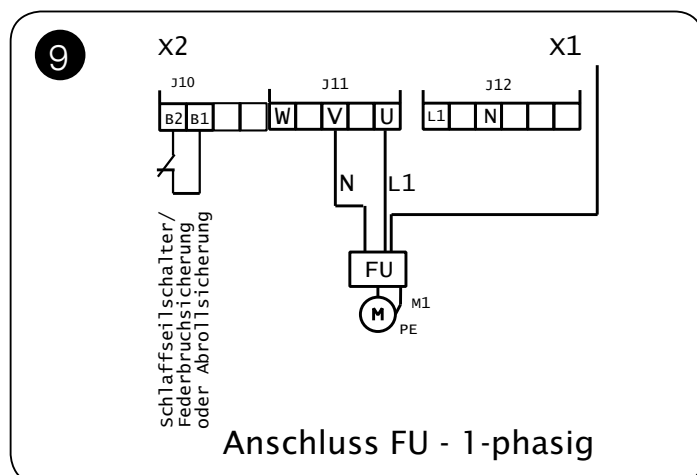 9
X2
X1
J10
J11
J12
B2 B1
W V U
L1 N
N
L1
FU
M
M1
PE
Schlaffseilschalter/
Federbruchsicherung
oder Abrollsicherung
Anschluss FU - 1-phasig